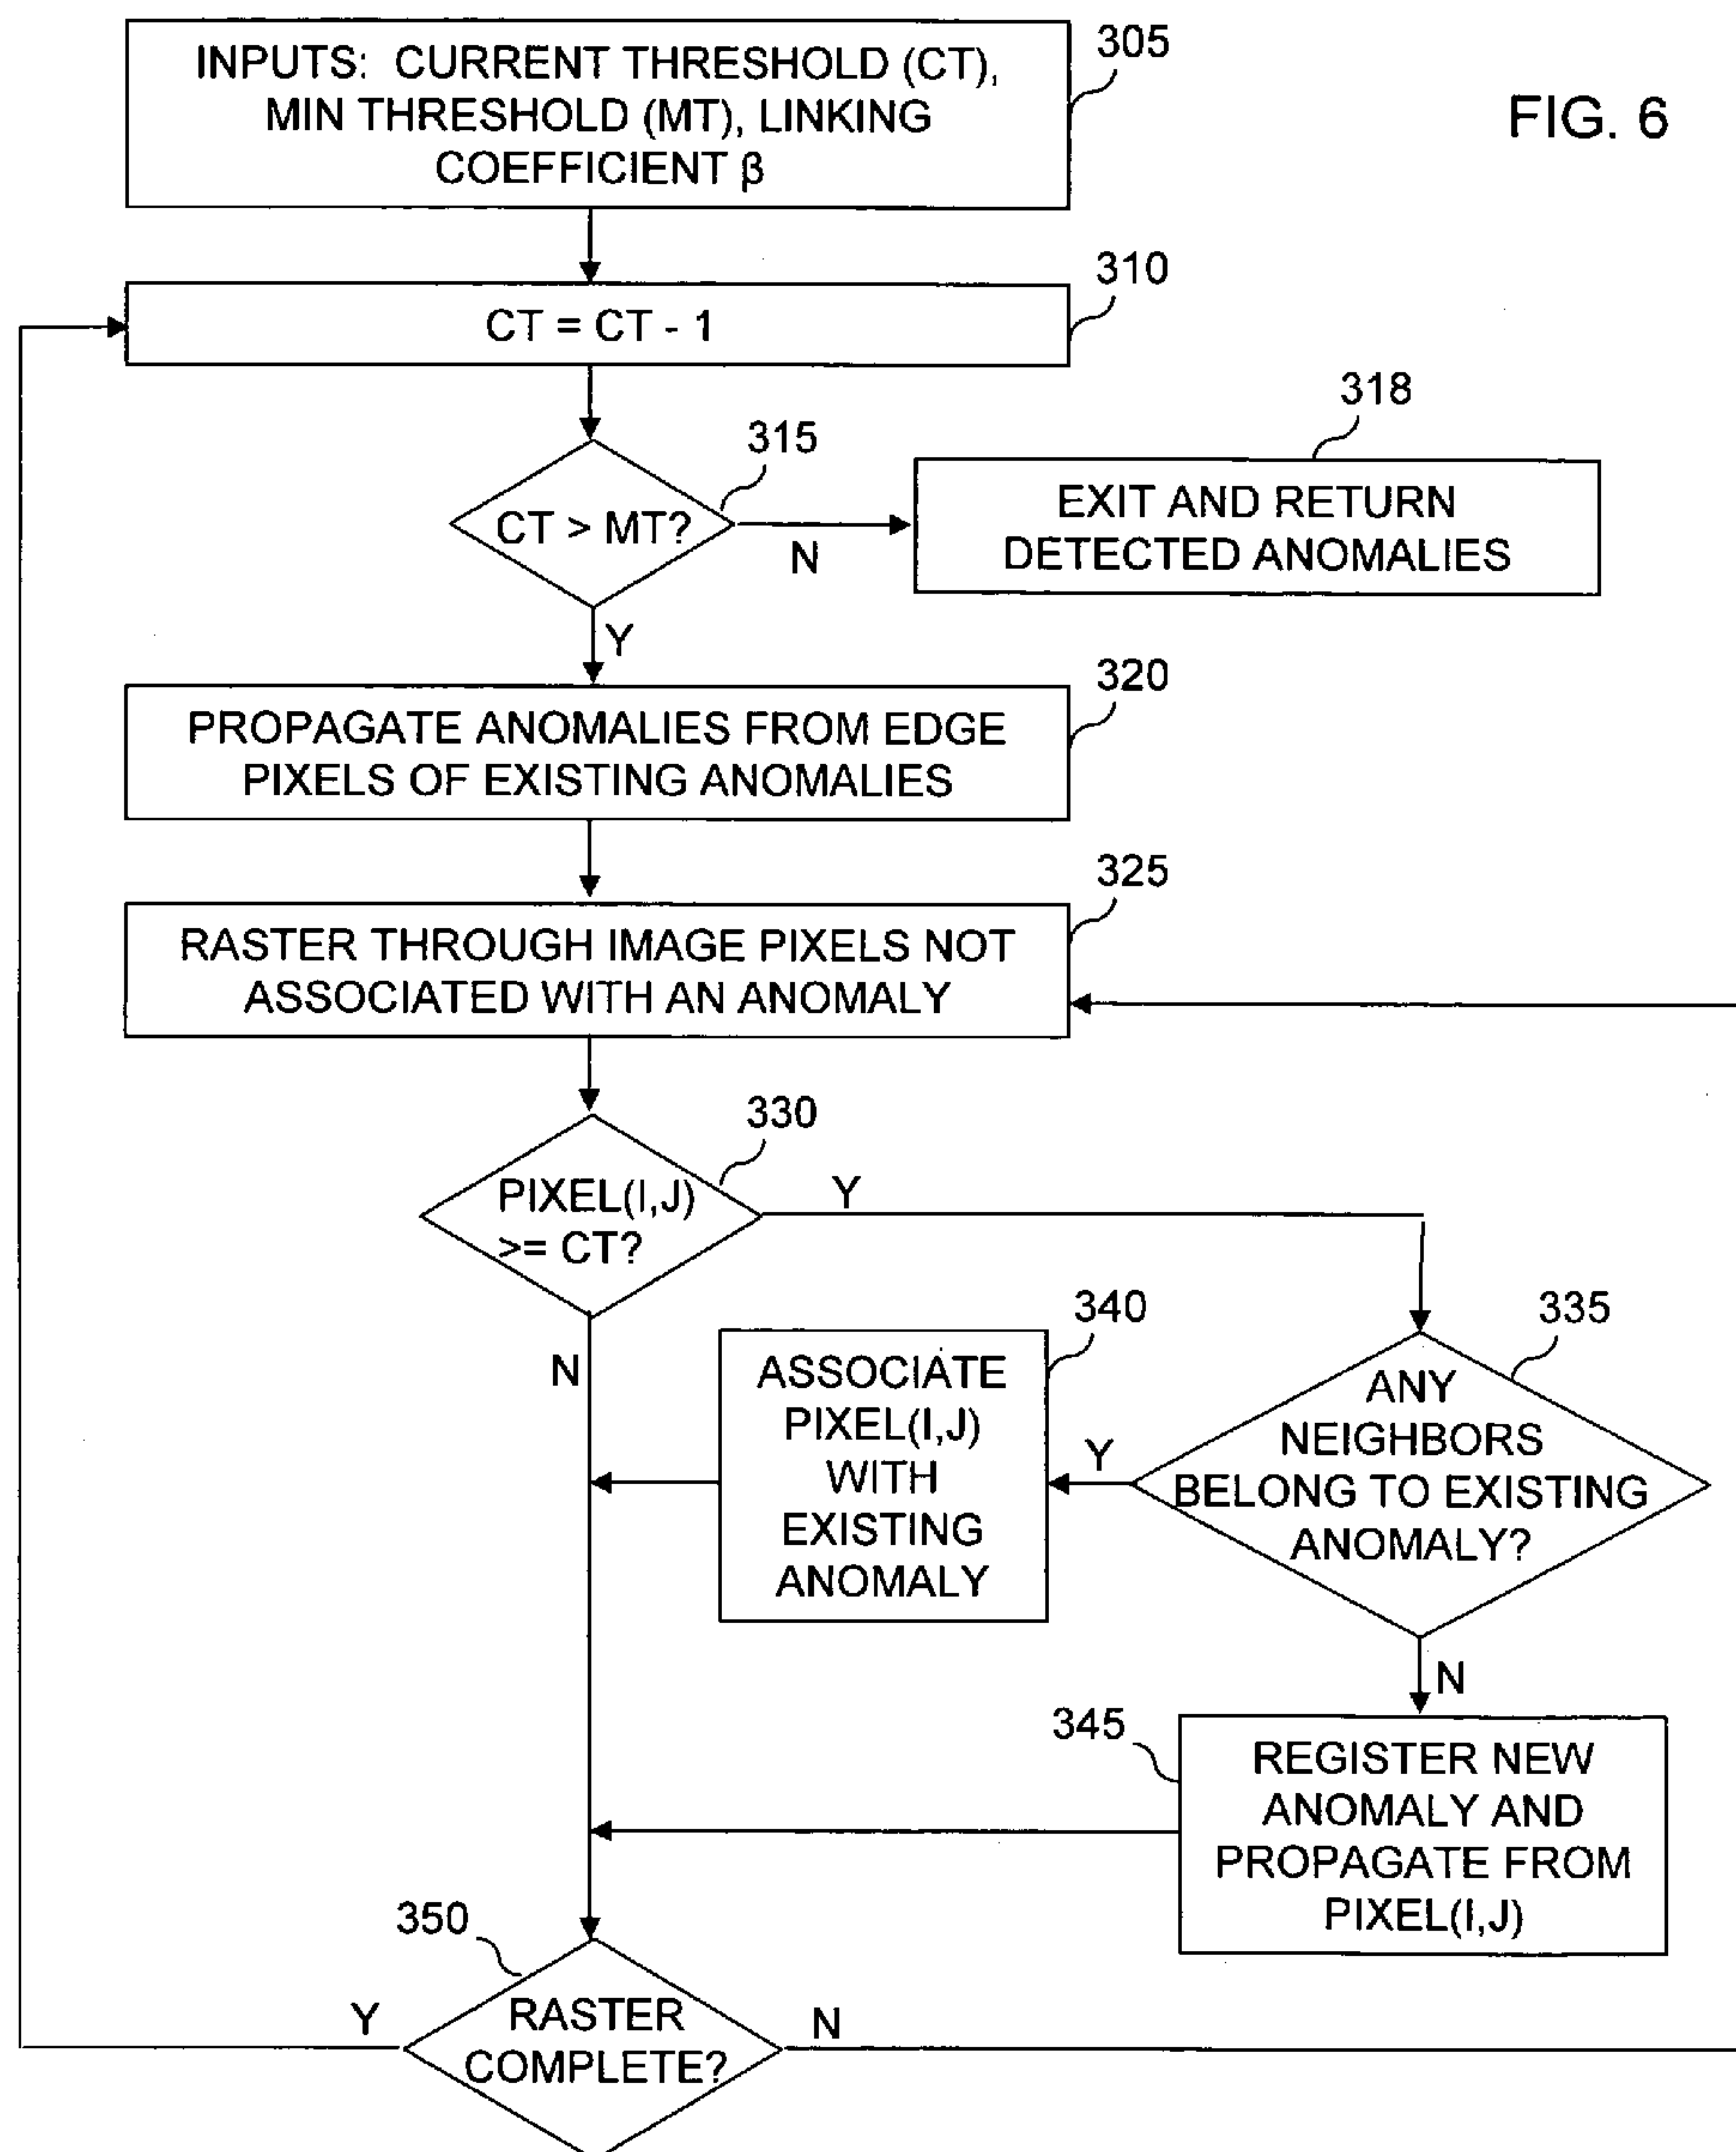 INPUTS: CURRENT THRESHOLD (CT),
MIN THRESHOLD (MT), LINKING
COEFFICIENT β
305
FIG. 6
310
CT = CT - 1
315
318
CT > MT?
N
EXIT AND RETURN
DETECTED ANOMALIES
Y
320
PROPAGATE ANOMALIES FROM EDGE
PIXELS OF EXISTING ANOMALIES
325
RASTER THROUGH IMAGE PIXELS NOT
ASSOCIATED WITH AN ANOMALY
330
PIXEL(I,J)
>= CT?
Y
N
340
335
ASSOCIATE
PIXEL(I,J)
WITH
EXISTING
ANOMALY
Y
ANY
NEIGHBORS
BELONG TO EXISTING
ANOMALY?
N
345
REGISTER NEW
ANOMALY AND
PROPAGATE FROM
PIXEL(I,J)
350
Y
RASTER
COMPLETE?
N